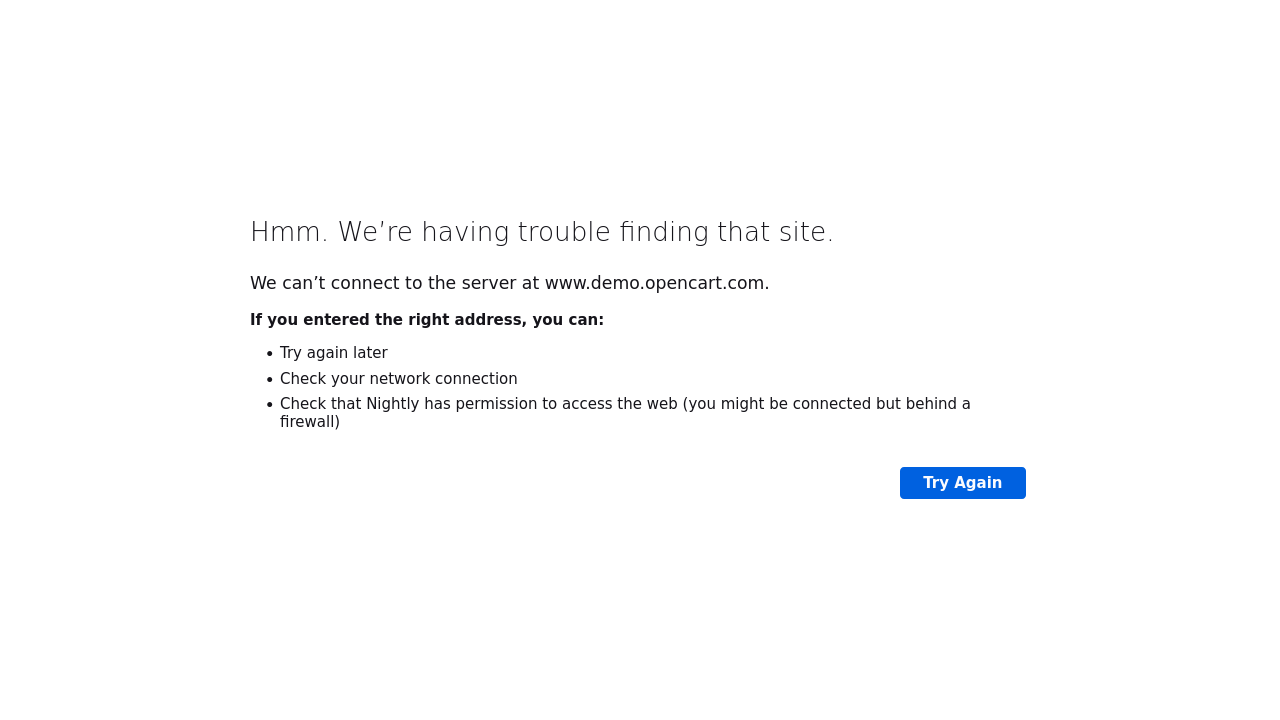 Hmm. We’re having trouble finding that site.
We can’t connect to the server at www.demo.opencart.com.
If you entered the right address, you can:
• Try again later
• Check your network connection
• Check that Nightly has permission to access the web (you might be connected but behind a
firewall)
Try Again